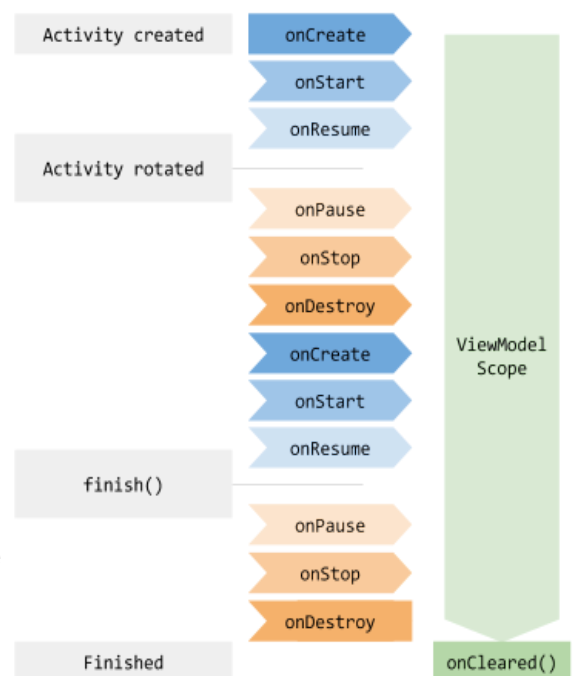 Activity created
onCreate
onStart
onResume
Activity rotated
onPause
onStop
onDestroy
onCreate
ViewModel
Scope
onStart
onResume
finish()
onPause
onStop
onDestroy
Finished
onCleared()